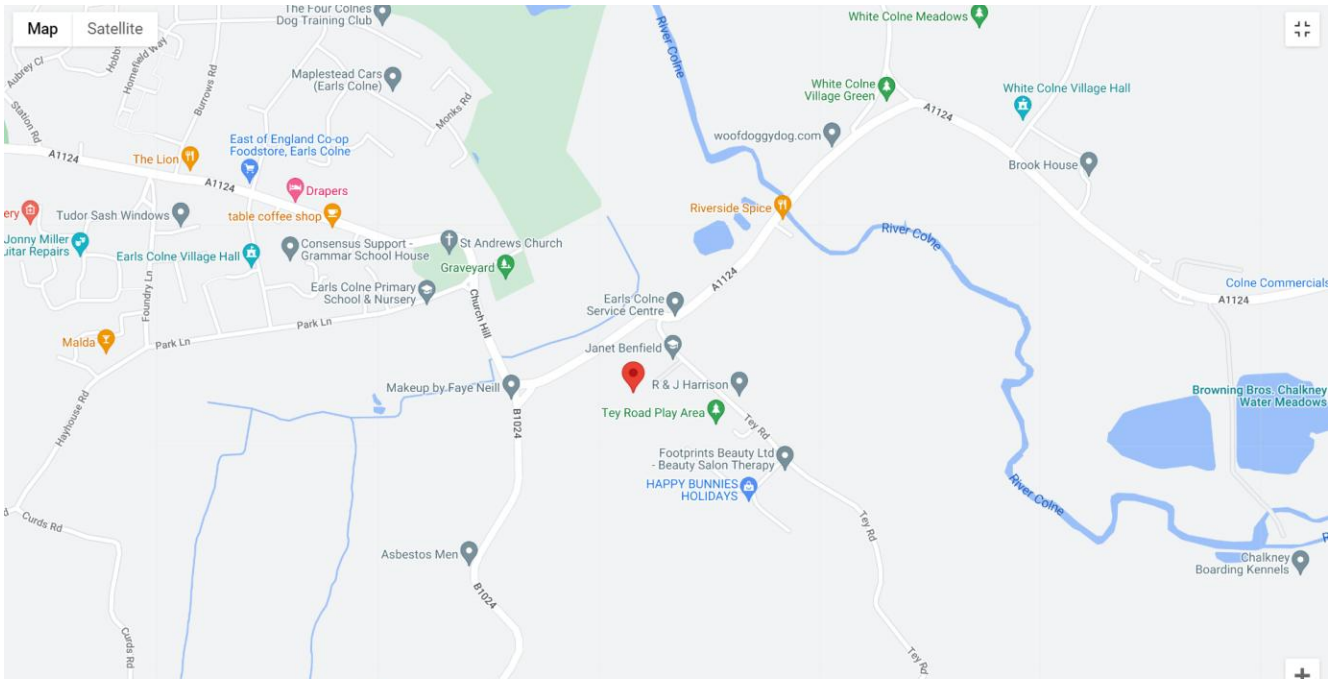 Map
Satellite
The Four Colnes
Dog Training Club
White Colne Meadows
River Colne
Aubrey Cl
Homefield Way
Burrows Rd
Maplestead Cars
(Earls Colne)
White Colne
Village Green
White Colne Village Hall
Station Rd
Monks Rd
woofdoggydog.com
A1124
A1124
East of England Co-op
Foodstore, Earls Colne
The Lion
Brook House
A1124
Drapers
Riverside Spice
Tudor Sash Windows
table coffee shop
River Colne
Jonny Miller
Earls Colne Village Hall
Consensus Support -
Grammar School House
St Andrews Church
Graveyard
A1124
Earls Colne Primary
School & Nursery
Colne Commercials
A1124
Foundry Ln
Church Hill
Earls Colne
Service Centre
Park Ln
Malda
Park Ln
Janet Benfield
Makeup by Faye Neill
R & J Harrison
Browning Bros. Chalkney
Water Meadows
Hayhouse Rd
B1024
Tey Road Play Area
Tey Rd
Footprints Beauty Ltd
- Beauty Salon Therapy
HAPPY BUNNIES
HOLIDAYS
River Colne
Curds Rd
Tey Rd
Asbestos Men
Chalkney
Boarding Kennels
B1024
Curds Rd
Tey Rd